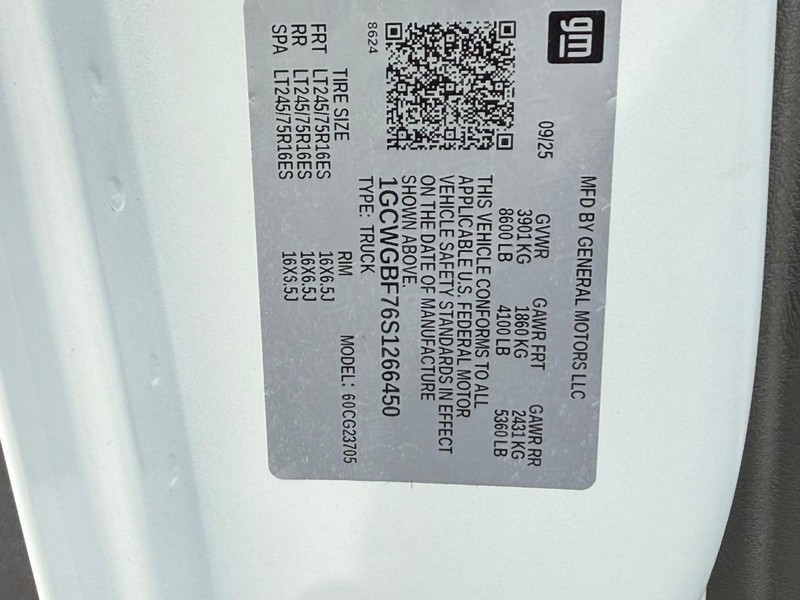 gm
MFD BY GENERAL MOTORS LLC
09/25
GVWR GAWR FRT GAWR RR
3901 KG 1860 KG 2431 KG
8600 LB 4100 LB 5360 LB
THIS VEHICLE CONFORMS TO ALL
APPLICABLE U.S. FEDERAL MOTOR
VEHICLE SAFETY STANDARDS IN EFFECT
ON THE DATE OF MANUFACTURE
SHOWN ABOVE.
1GCWGBF76S1266450
8624
TYPE: TRUCK MODEL: 60CG23705
TIRE SIZE RIM
FRT LT245/75R16ES 16X6.5J
RR LT245/75R16ES 16X6.5J
SPA LT245/75R16ES 16X6.5J